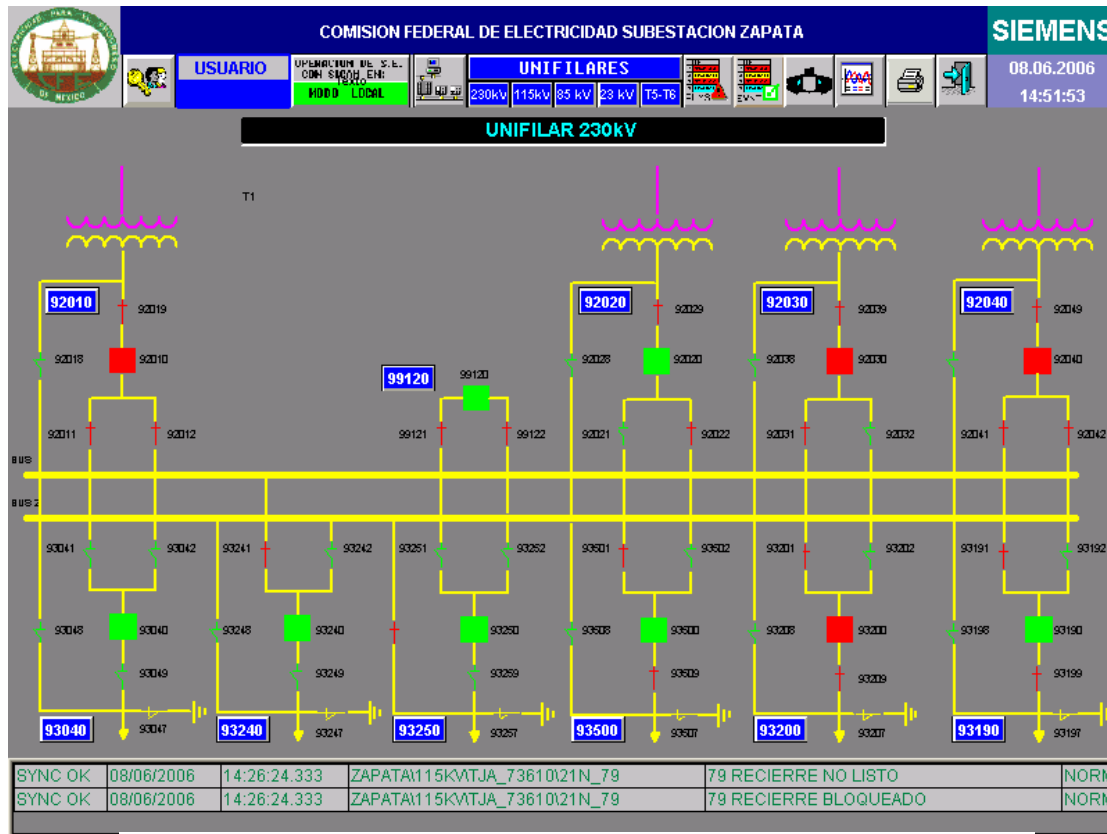 COMISION FEDERAL DE ELECTRICIDAD SUBESTACION ZAPATA
SIEMENS
USUARIO
OPERACION DE S.E.
CON SICOM EN:
Texto
MODO LOCAL
UNIFILARES
230kV 115kV 85 kV 23 kV T5-T6
08.06.2006
14:51:53
UNIFILAR 230kV
T1
92010 92019
92020 92029
92030 92039
92040 92049
92018 92010
92028 92020
92038 92030
92040
99120 99120
92011 92012
99121 99122
92021 92022
92031 92032
92041 92042
BUS
BUS 2
93041 93042
93241 93242
93251 93252
93501 93502
93201 93202
93191 93192
93048 93040
93248 93240
93250
93508 93500
93208 93200
93198 93190
93049
93249
93259
93509
93209
93199
93040 93047
93240 93247
93250 93257
93500 93507
93200 93207
93190 93197
SYNC OK 08/06/2006 14:26:24.333 ZAPATA\115KV\TJA_73610\21N_79 79 RECIERRE NO LISTO NORM
SYNC OK 08/06/2006 14:26:24.333 ZAPATA\115KV\TJA_73610\21N_79 79 RECIERRE BLOQUEADO NORM